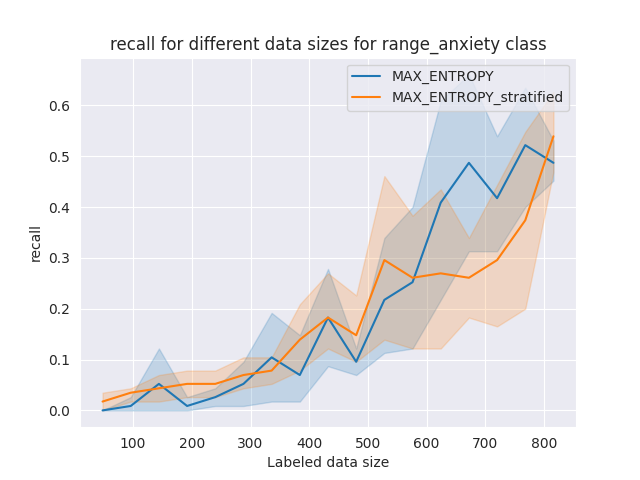 recall for different data sizes for range_anxiety class
MAX_ENTROPY
MAX_ENTROPY_stratified
0.6
0.5
0.4
0.3
0.2
0.1
0.0
recall
100 200 300 400 500 600 700 800
Labeled data size